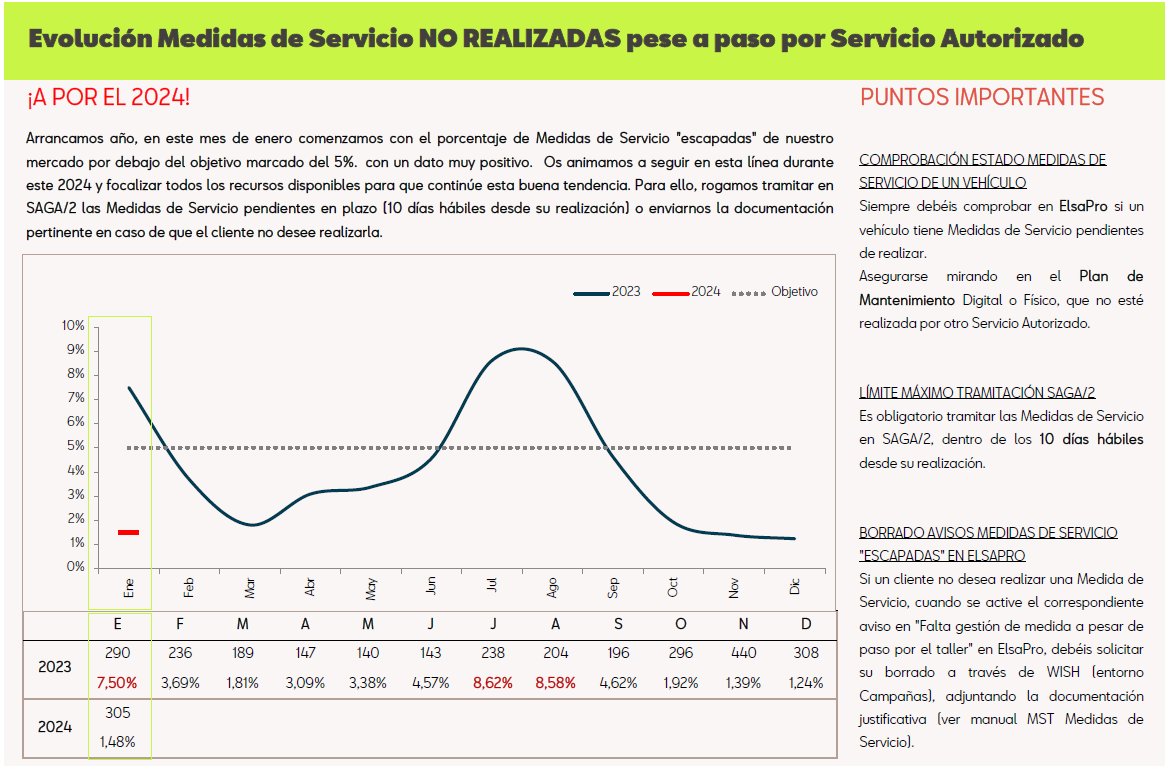 Evolución Medidas de Servicio NO REALIZADAS pese a paso por Servicio Autorizado
¡A POR EL 2024!
Arrancamos año, en este mes de enero comenzamos con el porcentaje de Medidas de Servicio "escapadas" de nuestro
mercado por debajo del objetivo marcado del 5%. con un dato muy positivo. Os animamos a seguir en esta línea durante
este 2024 y focalizar todos los recursos disponibles para que continúe esta buena tendencia. Para ello, rogamos tramitar en
SAGA/2 las Medidas de Servicio pendientes en plazo (10 días hábiles desde su realización) o enviarnos la documentación
pertinente en caso de que el cliente no desee realizarla.
2023 2024 Objetivo
10%
9%
8%
7%
6%
5%
4%
3%
2%
1%
0%
Ene Feb Mar Abr May Jun Jul Ago Sep Oct Nov Dic
E F M A M J J A S O N D
2023
290 236 189 147 140 143 238 204 196 296 440 308
7,50% 3,69% 1,81% 3,09% 3,38% 4,57% 8,62% 8,58% 4,62% 1,92% 1,39% 1,24%
2024
305
1,48%
PUNTOS IMPORTANTES
COMPROBACIÓN ESTADO MEDIDAS DE
SERVICIO DE UN VEHÍCULO
Siempre debéis comprobar en ElsaPro si un
vehículo tiene Medidas de Servicio pendientes
de realizar.
Asegurarse mirando en el Plan de
Mantenimiento Digital o Físico, que no esté
realizada por otro Servicio Autorizado.
LÍMITE MÁXIMO TRAMITACIÓN SAGA/2
Es obligatorio tramitar las Medidas de Servicio
en SAGA/2, dentro de los 10 días hábiles
desde su realización.
BORRADO AVISOS MEDIDAS DE SERVICIO
"ESCAPADAS" EN ELSAPRO
Si un cliente no desea realizar una Medida de
Servicio, cuando se active el correspondiente
aviso en "Falta gestión de medida a pesar de
paso por el taller" en ElsaPro, debéis solicitar
su borrado a través de WISH (entorno
Campañas), adjuntando la documentación
justificativa (ver manual MST Medidas de
Servicio).